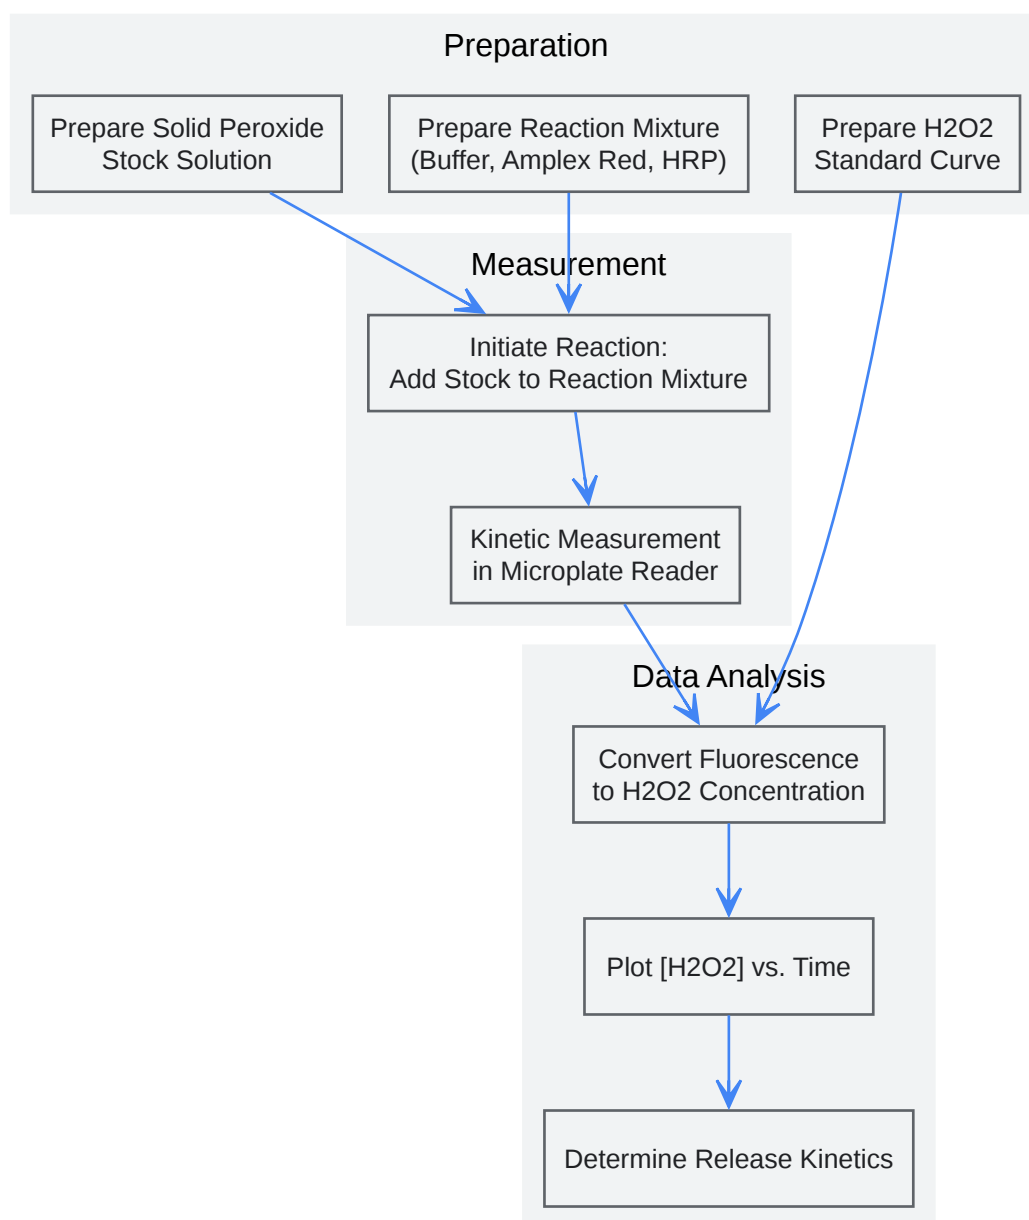 Preparation
Prepare Solid Peroxide
Stock Solution
Prepare Reaction Mixture
(Buffer, Amplex Red, HRP)
Prepare H2O2
Standard Curve
Measurement
Initiate Reaction:
Add Stock to Reaction Mixture
Kinetic Measurement
in Microplate Reader
Data Analysis
Convert Fluorescence
to H2O2 Concentration
Plot [H2O2] vs. Time
Determine Release Kinetics